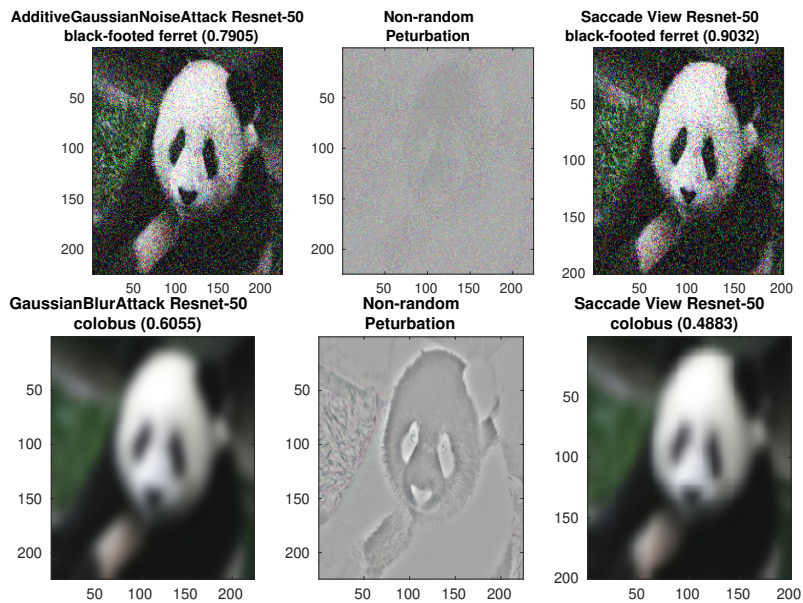 AdditiveGaussianNoiseAttack Resnet-50
black-footed ferret (0.7905)
Non-random
Peturbation
Saccade View Resnet-50
black-footed ferret (0.9032)
50
100
150
200
50 100 150 200
50
100
150
200
50 100 150 200
50
100
150
200
50 100 150 200
GaussianBlurAttack Resnet-50
colobus (0.6055)
Non-random
Peturbation
Saccade View Resnet-50
colobus (0.4883)
50
100
150
200
50 100 150 200
50
100
150
200
50 100 150 200
50
100
150
200
50 100 150 200